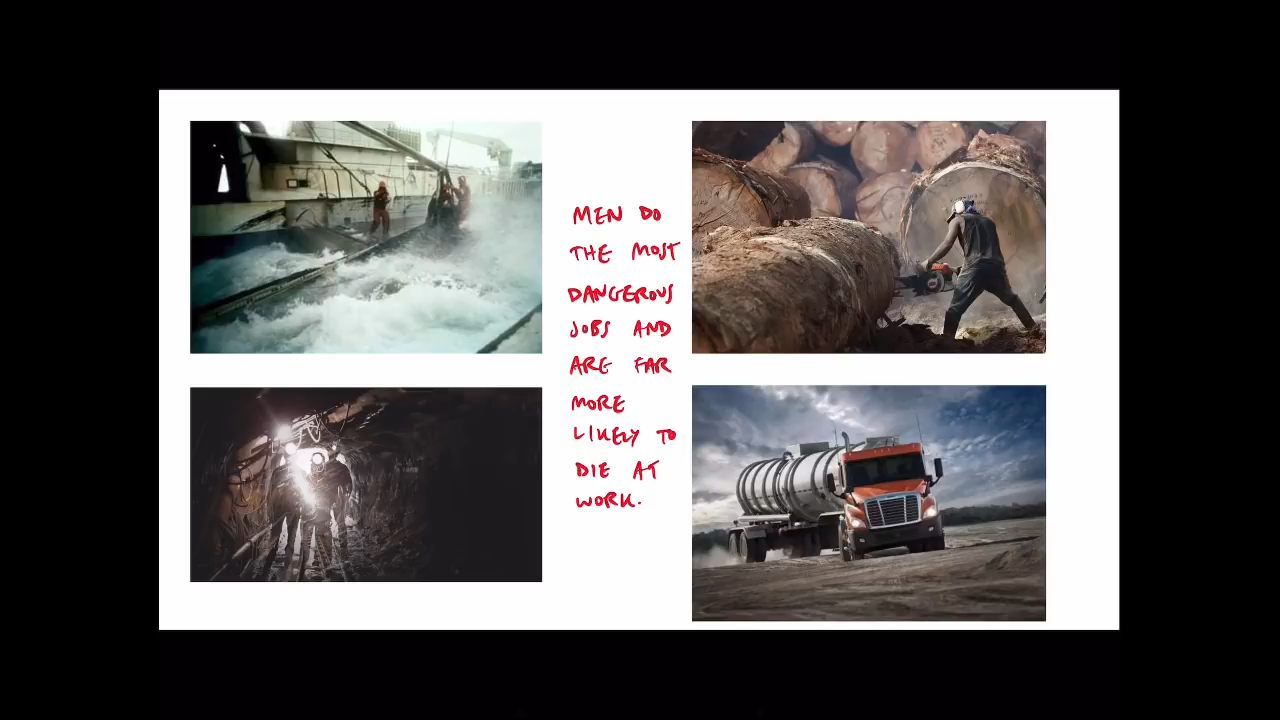 MEN DO
THE MOST
DANGEROUS
JOBS AND
ARE FAR
MORE
LIKELY TO
DIE AT
WORK.